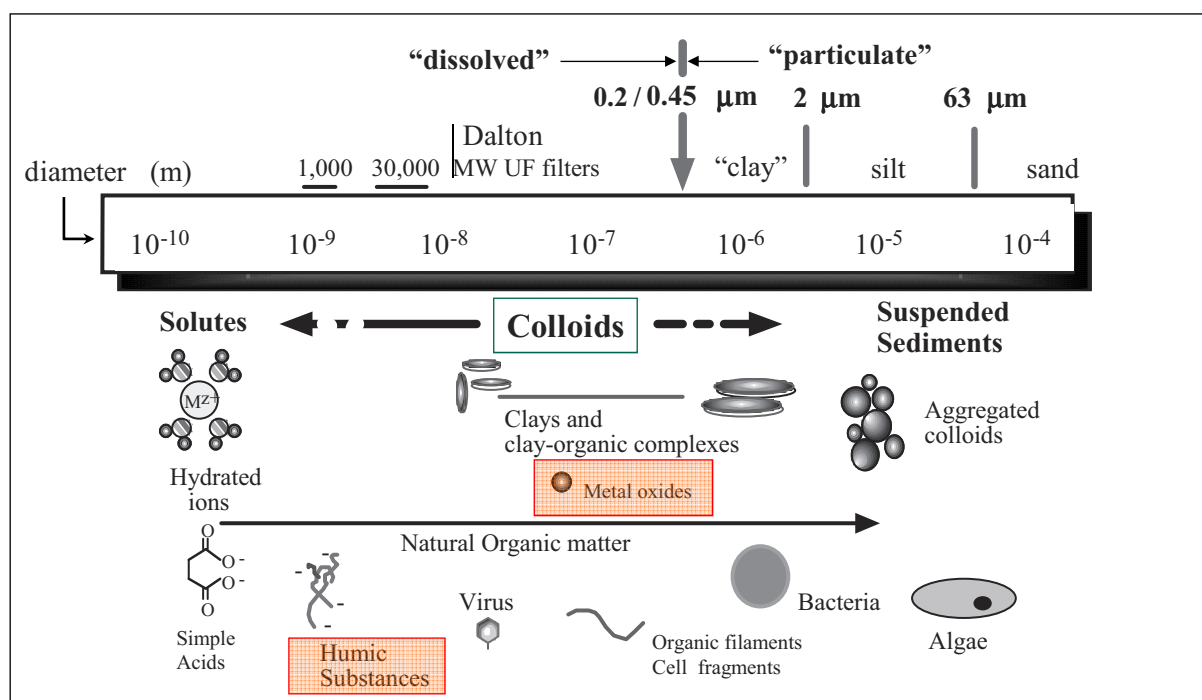 “dissolved” “particulate”
0.2 / 0.45 μm 2 μm 63 μm
Dalton
1,000 30,000 MW UF filters “clay” silt sand
diameter (m)
10⁻¹⁰ 10⁻⁹ 10⁻⁸ 10⁻⁷ 10⁻⁶ 10⁻⁵ 10⁻⁴
Solutes
Colloids
Suspended
Sediments
Mᶻ⁺
Clays and
clay-organic complexes
Aggregated
colloids
Hydrated
ions
Metal oxides
Natural Organic matter
O
O -
O -
O
- - - - -
Simple
Acids
Humic
Substances
Virus
Organic filaments
Cell fragments
Bacteria
Algae